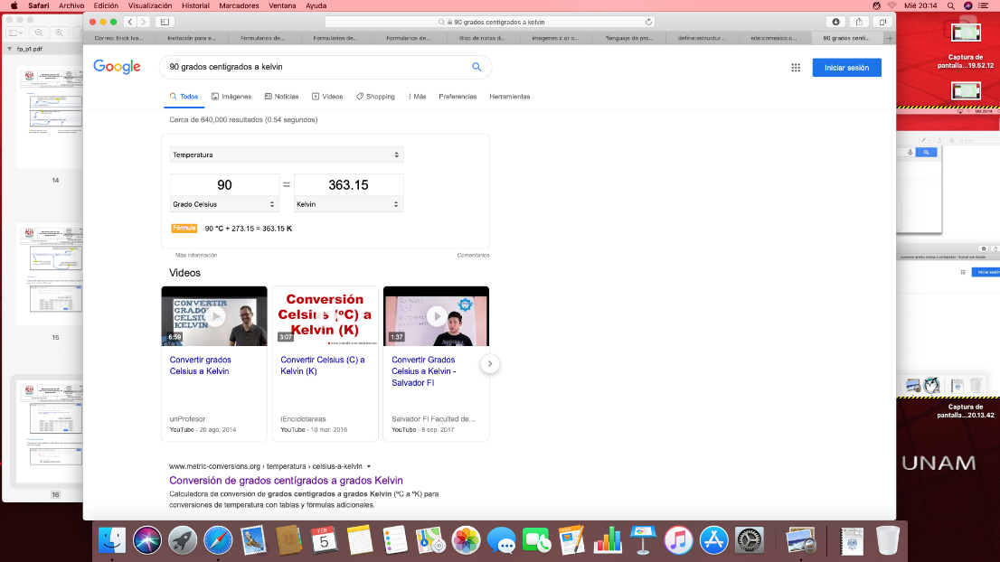 Safari Archivo Edición Visualización Historial Marcadores Ventana Ayuda
Mié 20:14
90 grados centigrados a kelvin
Correo: Erick Iva...
Invitación para e...
Formularios de...
Formularios de...
Formularios de...
Bloc de notas d...
imagenes c or c...
"lenguaje de pro...
define:estructur...
site:cnnexico.c...
90 grados centi...
fp_p1.pdf
14
15
16
Google
90 grados centigrados a kelvin
Iniciar sesión
Todos Imágenes Noticias Videos Shopping Más Preferencias Herramientas
Cerca de 640,000 resultados (0.54 segundos)
Temperatura
90 = 363.15
Grado Celsius Kelvin
Fórmula 90 °C + 273.15 = 363.15 K
Más información Comentarios
Videos
CONVERTIR
GRADO
CELSIUS
KELVIN
6:59
Conversión
Celsius (ºC) a
Kelvin (K)
3:07
1:37
Convertir grados
Celsius a Kelvin
unProfesor
YouTube - 20 ago. 2014
Convertir Celsius (C) a
Kelvin (K)
iEnciclotareas
YouTube - 10 mar. 2016
Convertir Grados
Celsius a Kelvin -
Salvador FI
Salvador FI Facultad de...
YouTube - 8 sep. 2017
www.metric-conversions.org › temperatura › celsius-a-kelvin
Conversión de grados centígrados a grados Kelvin
Calculadora de conversión de grados centígrados a grados Kelvin (°C a °K) para
conversiones de temperatura con tablas y fórmulas adicionales.
Captura de
pantalla...19.52.12
Mié 20:14
Iniciar sesió
Captura de
pantalla...20.13.42
UNAM
FEB
5